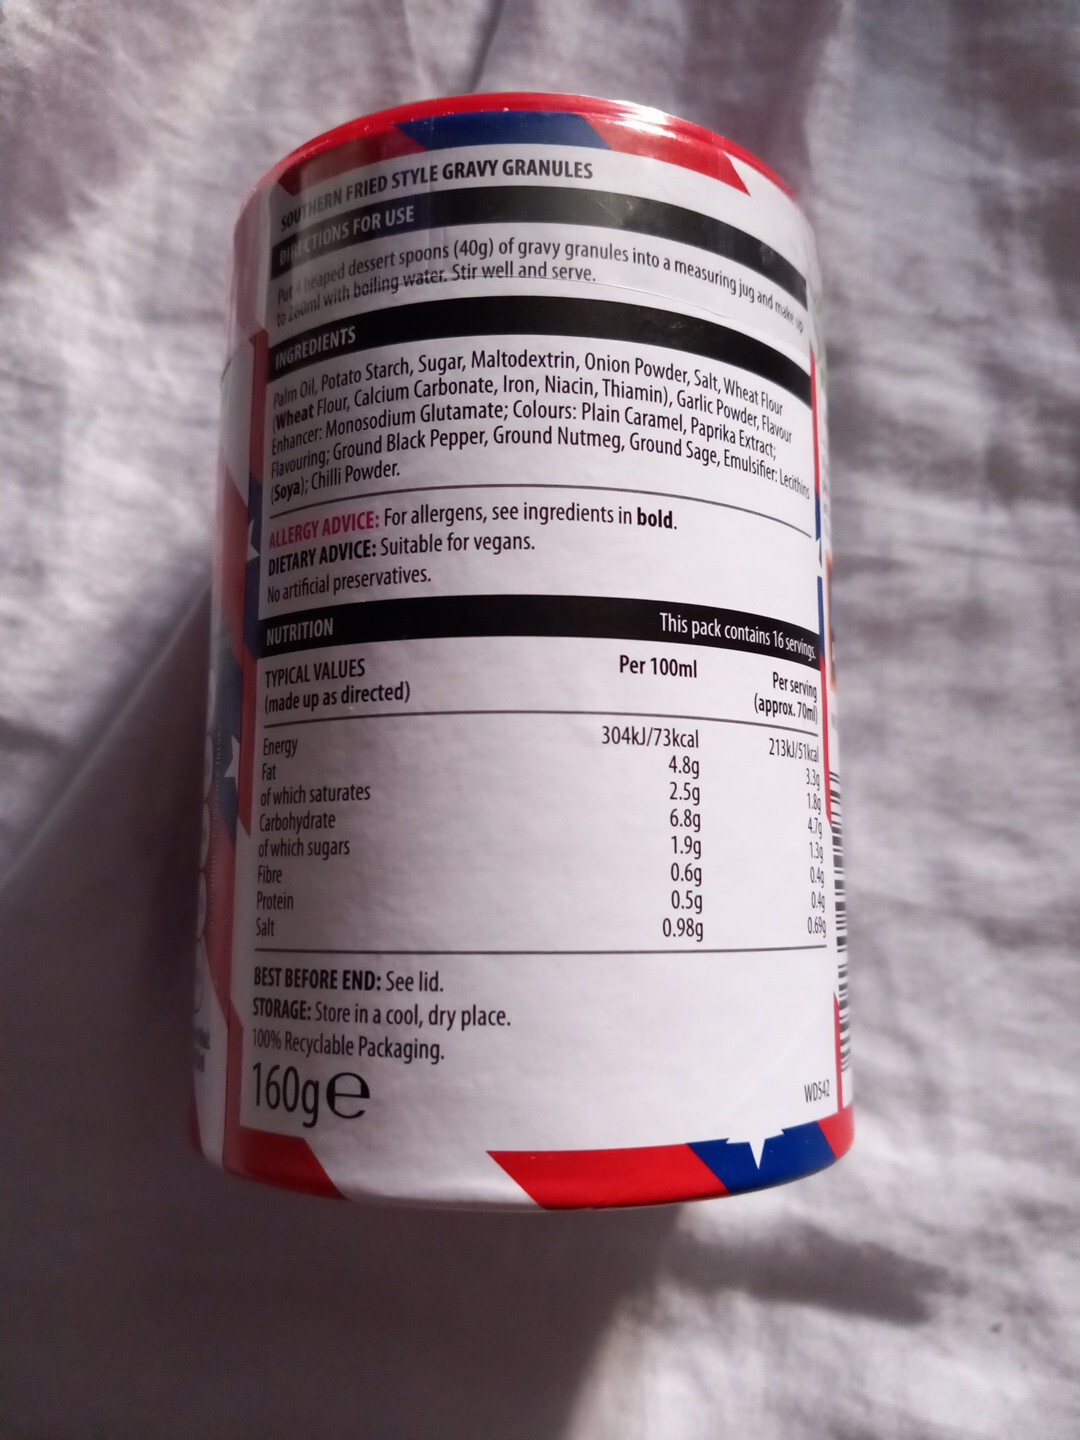 SOUTHERN FRIED STYLE GRAVY GRANULES
DIRECTIONS FOR USE
Put 4 heaped dessert spoons (40g) of gravy granules into a measuring jug and make up
to 280ml with boiling water. Stir well and serve.
INGREDIENTS
Palm Oil, Potato Starch, Sugar, Maltodextrin, Onion Powder, Salt, Wheat Flour
(Wheat Flour, Calcium Carbonate, Iron, Niacin, Thiamin), Garlic Powder, Flavour
Enhancer: Monosodium Glutamate; Colours: Plain Caramel, Paprika Extract;
Flavouring; Ground Black Pepper, Ground Nutmeg, Ground Sage, Emulsifier: Lecithins
(Soya); Chilli Powder.
ALLERGY ADVICE: For allergens, see ingredients in bold.
DIETARY ADVICE: Suitable for vegans.
No artificial preservatives.
NUTRITION This pack contains 16 servings.
TYPICAL VALUES Per 100ml Per serving
(made up as directed) (approx. 70ml)
Energy 304kJ/73kcal 213kJ/51kcal
Fat 4.8g 3.3g
of which saturates 2.5g 1.8g
Carbohydrate 6.8g 4.7g
of which sugars 1.9g 1.3g
Fibre 0.6g 0.4g
Protein 0.5g 0.4g
Salt 0.98g 0.69g
BEST BEFORE END: See lid.
STORAGE: Store in a cool, dry place.
100% Recyclable Packaging.
160g e
WD542